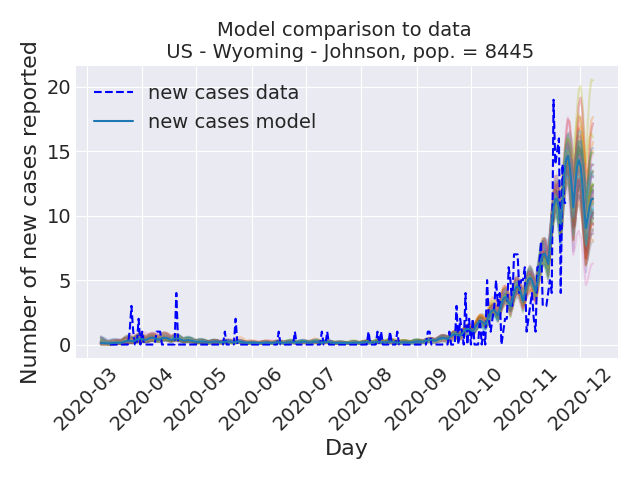 Model comparison to data
US - Wyoming - Johnson, pop. = 8445
Number of new cases reported
20
15
10
5
0
new cases data
new cases model
2020-03
2020-04
2020-05
2020-06
2020-07
2020-08
2020-09
2020-10
2020-11
2020-12
Day